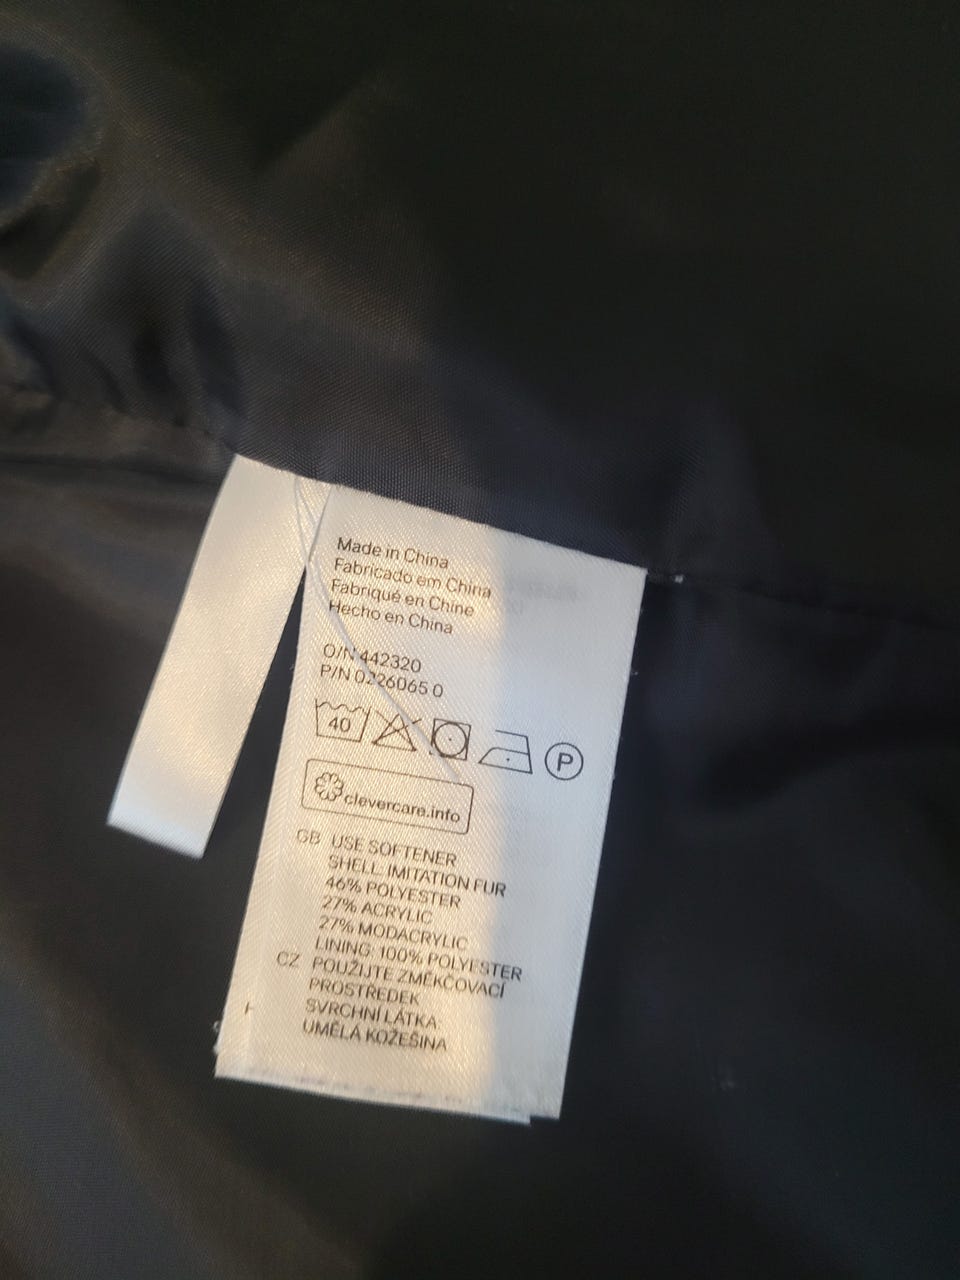 Made in China
Fabricado em China
Fabriqué en Chine
Hecho en China
O/N 442320
P/N 0226065 0
40 P
clevercare.info
GB USE SOFTENER
SHELL: IMITATION FUR
46% POLYESTER
27% ACRYLIC
27% MODACRYLIC
LINING: 100% POLYESTER
CZ POUŽIJTE ZMĚKČOVACÍ
PROSTŘEDEK
SVRCHNÍ LÁTKA:
UMĚLÁ KOŽEŠINA